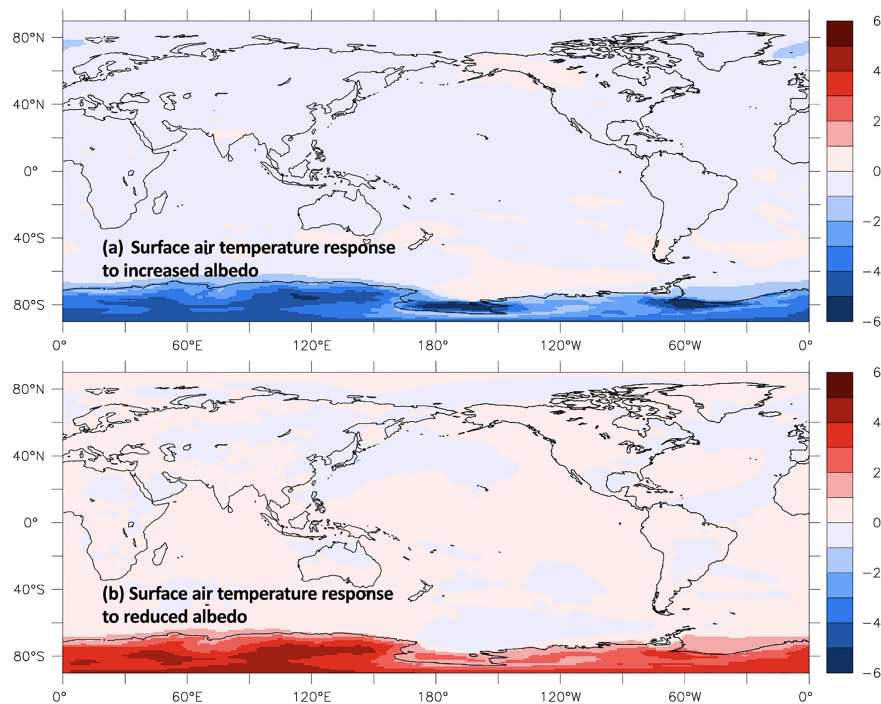 80°N
40°N
0°
40°S
80°S
(a) Surface air temperature response
to increased albedo
60°E
120°E
180°
120°W
60°W
0°
6
4
2
0
−2
−4
−6
80°N
40°N
0°
40°S
80°S
(b) Surface air temperature response
to reduced albedo
0°
60°E
120°E
180°
120°W
60°W
0°
6
4
2
0
−2
−4
−6